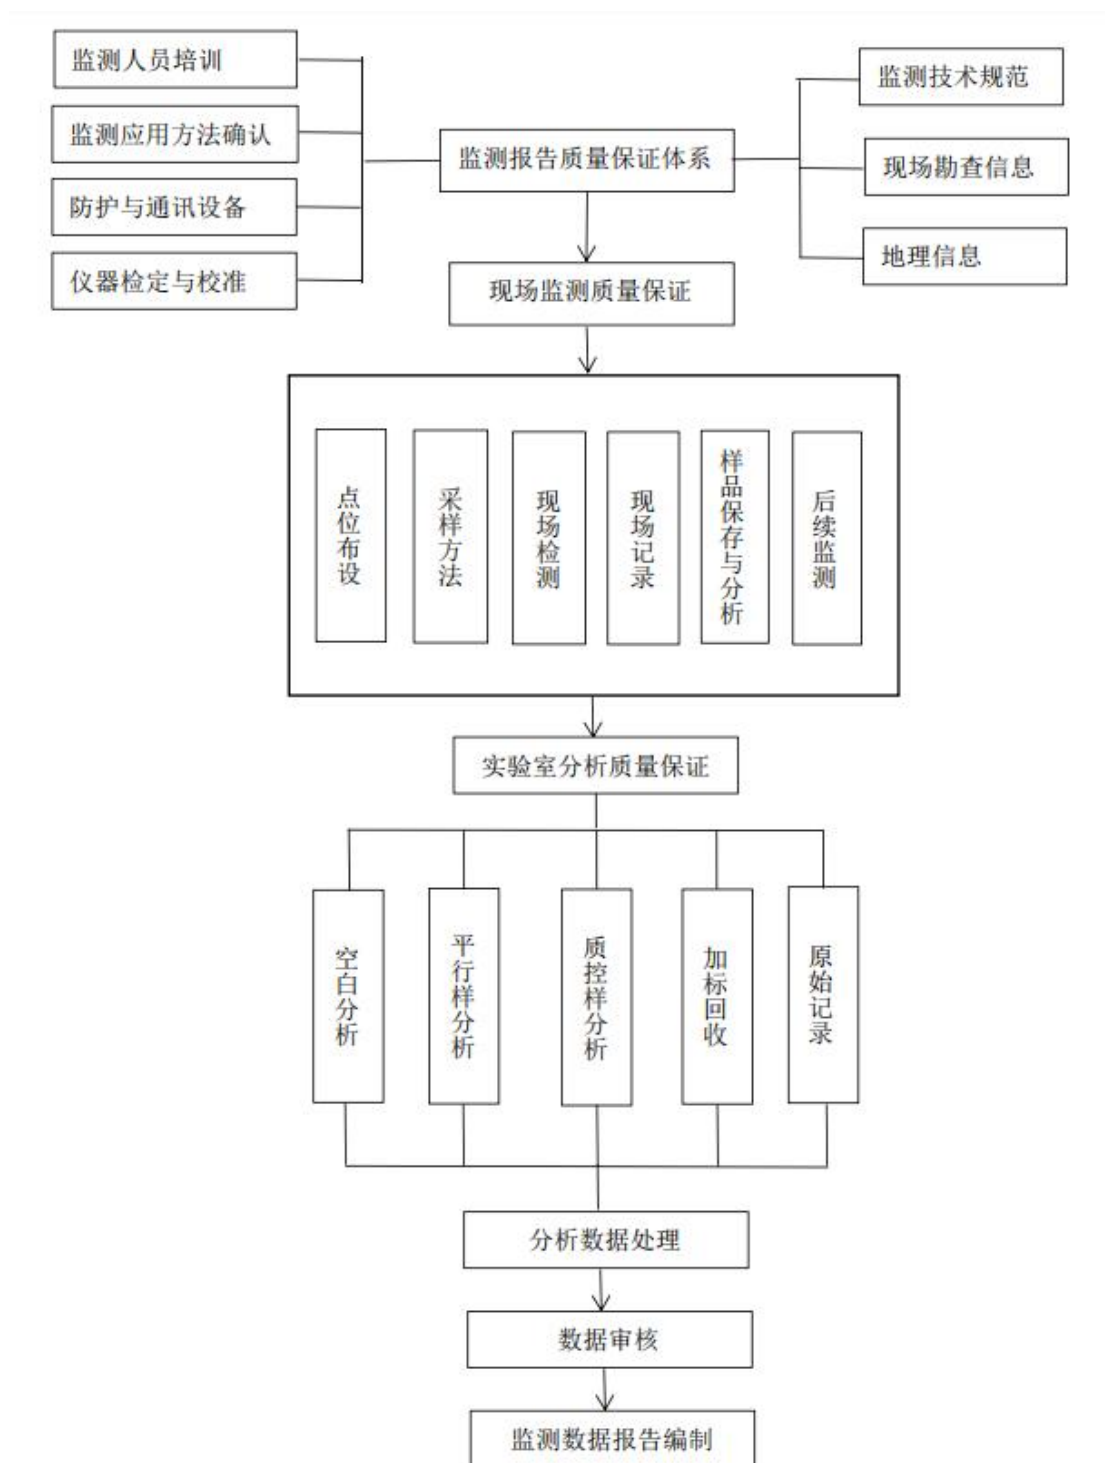 监测人员培训
监测应用方法确认
防护与通讯设备
仪器检定与校准
监测报告质量保证体系
监测技术规范
现场勘查信息
地理信息
现场监测质量保证
点位布设
采样方法
现场检测
现场记录
样品保存与分析
后续监测
实验室分析质量保证
空白分析
平行样分析
质控样分析
加标回收
原始记录
分析数据处理
数据审核
监测数据报告编制